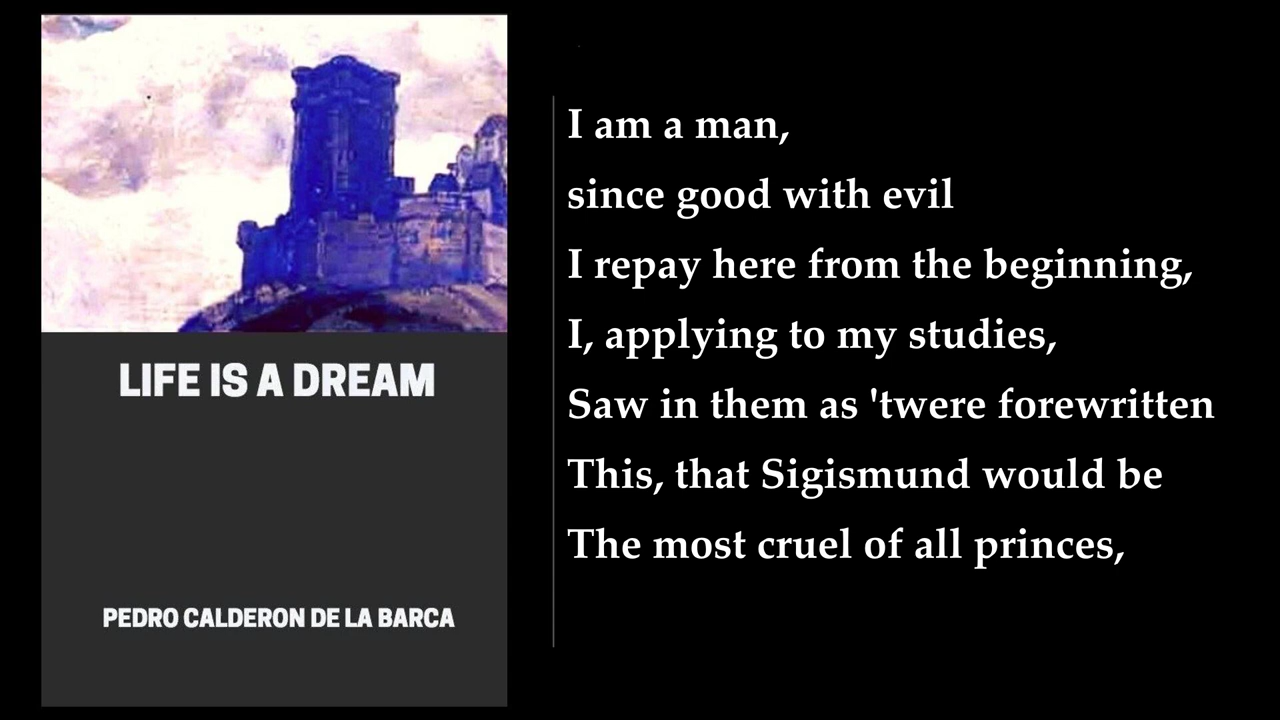 LIFE IS A DREAM
PEDRO CALDERON DE LA BARCA
I am a man,
since good with evil
I repay here from the beginning,
I, applying to my studies,
Saw in them as 'twere forewritten
This, that Sigismund would be
The most cruel of all princes,